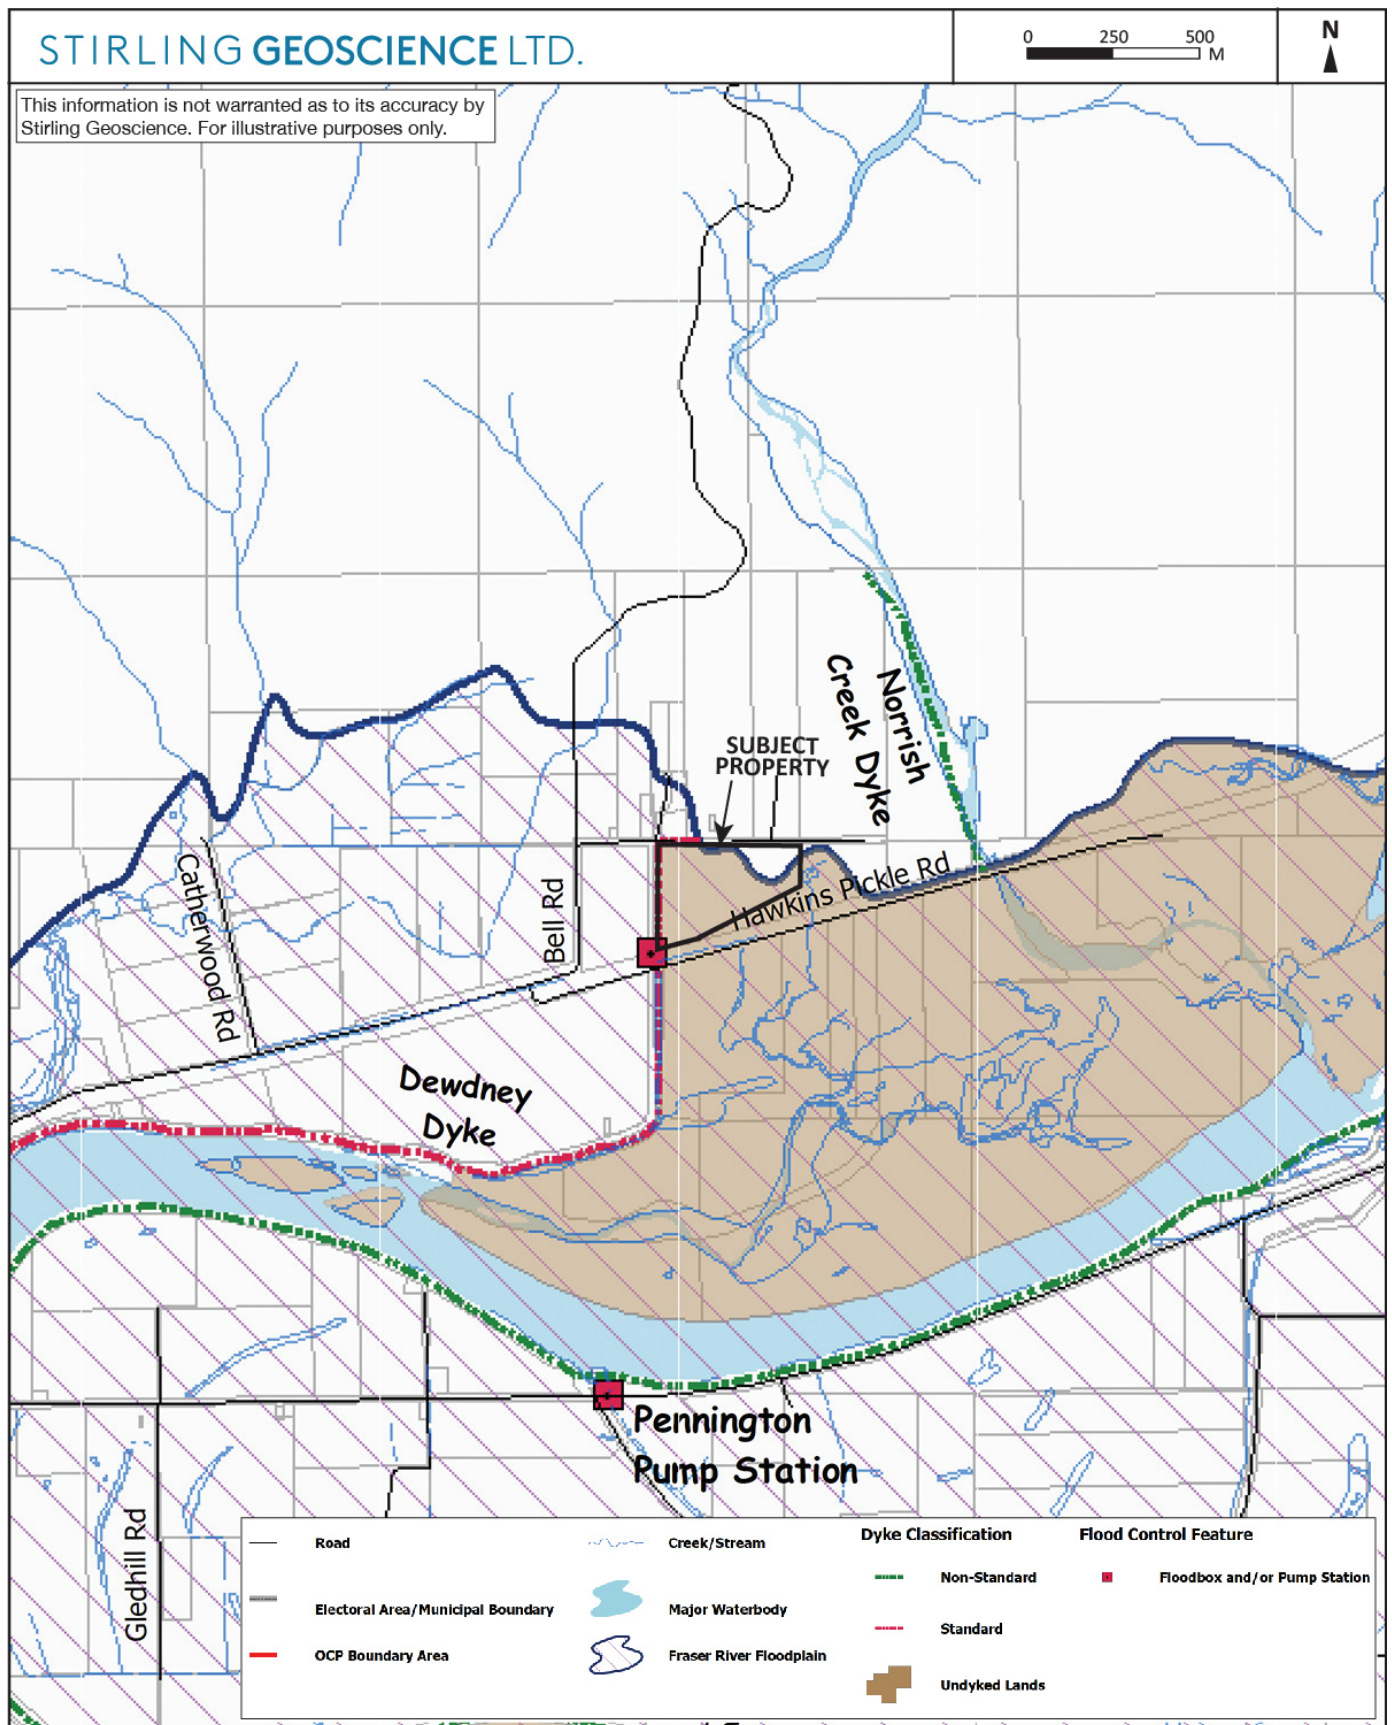 STIRLING GEOSCIENCE LTD.
0 250 500
M
N
This information is not warranted as to its accuracy by
Stirling Geoscience. For illustrative purposes only.
Norrish
Creek Dyke
SUBJECT
PROPERTY
Hawkins Pickle Rd
Catherwood Rd
Bell Rd
Dewdney
Dyke
Pennington
Pump Station
Gledhill Rd
Road
Electoral Area/Municipal Boundary
OCP Boundary Area
Creek/Stream
Major Waterbody
Fraser River Floodplain
Dyke Classification
Non-Standard
Standard
Undyked Lands
Flood Control Feature
Floodbox and/or Pump Station